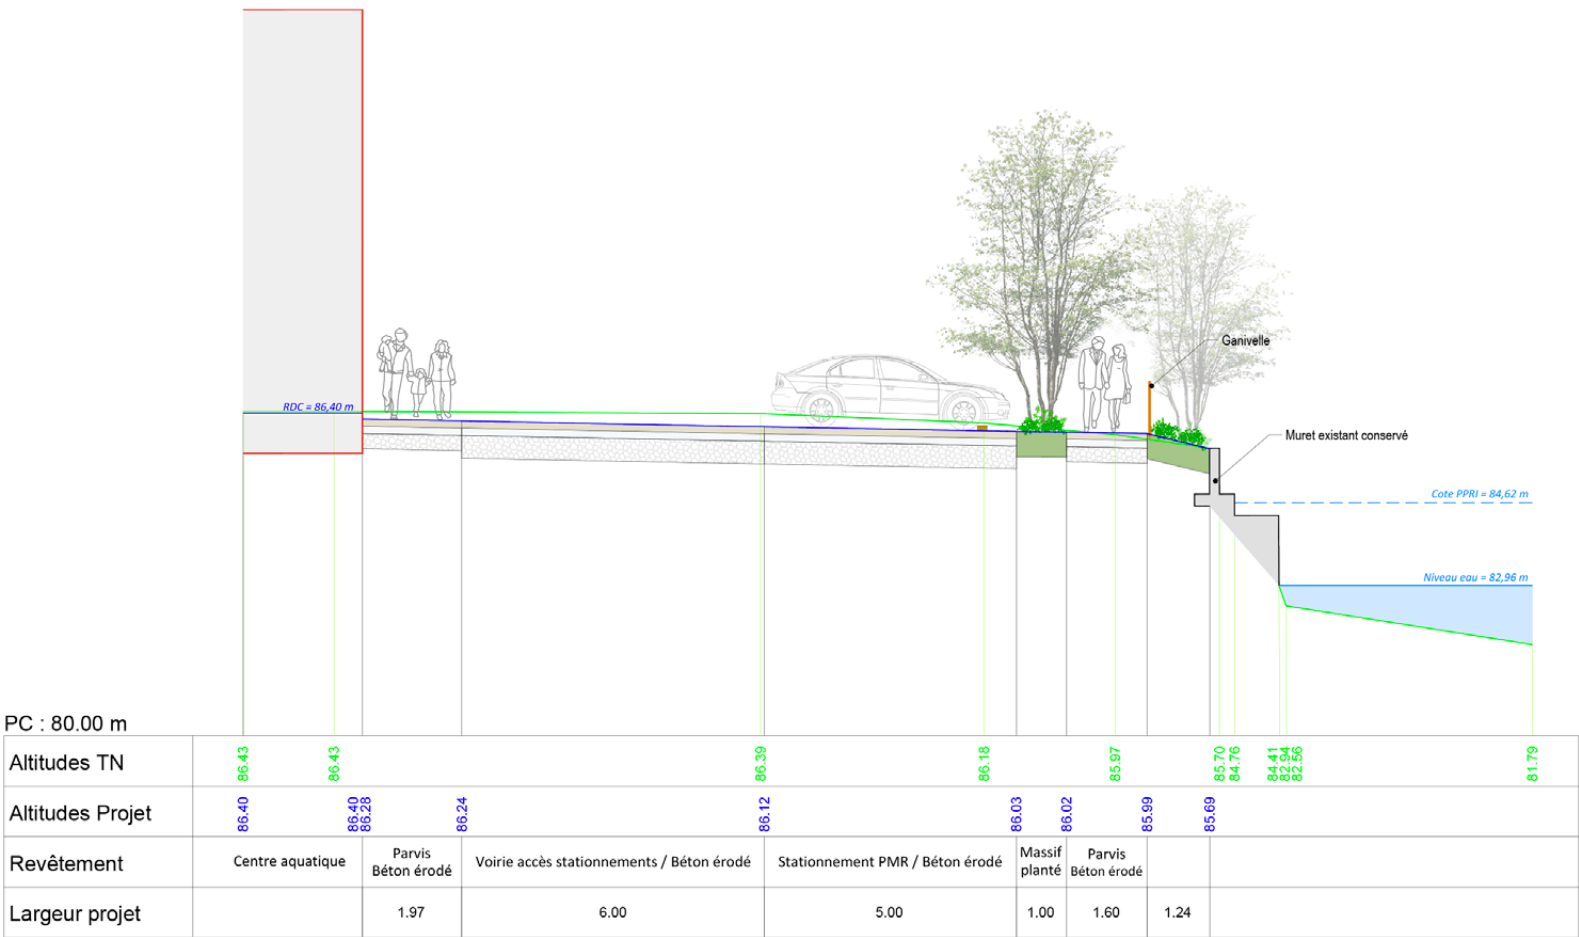 Ganivelle
RDC = 86,40 m
Muret existant conservé
Cote PPRI = 84,62 m
Niveau eau = 82,96 m
PC : 80.00 m
Altitudes TN
86.43
86.43
86.39
86.18
85.97
85.70
84.76
84.41
82.94
82.56
81.79
Altitudes Projet
86.40
86.40
86.28
86.24
86.12
86.03
86.02
85.99
85.69
Revêtement
Centre aquatique
Parvis
Béton érodé
Voirie accès stationnements / Béton érodé
Stationnement PMR / Béton érodé
Massif
planté
Parvis
Béton érodé
Largeur projet
1.97
6.00
5.00
1.00
1.60
1.24